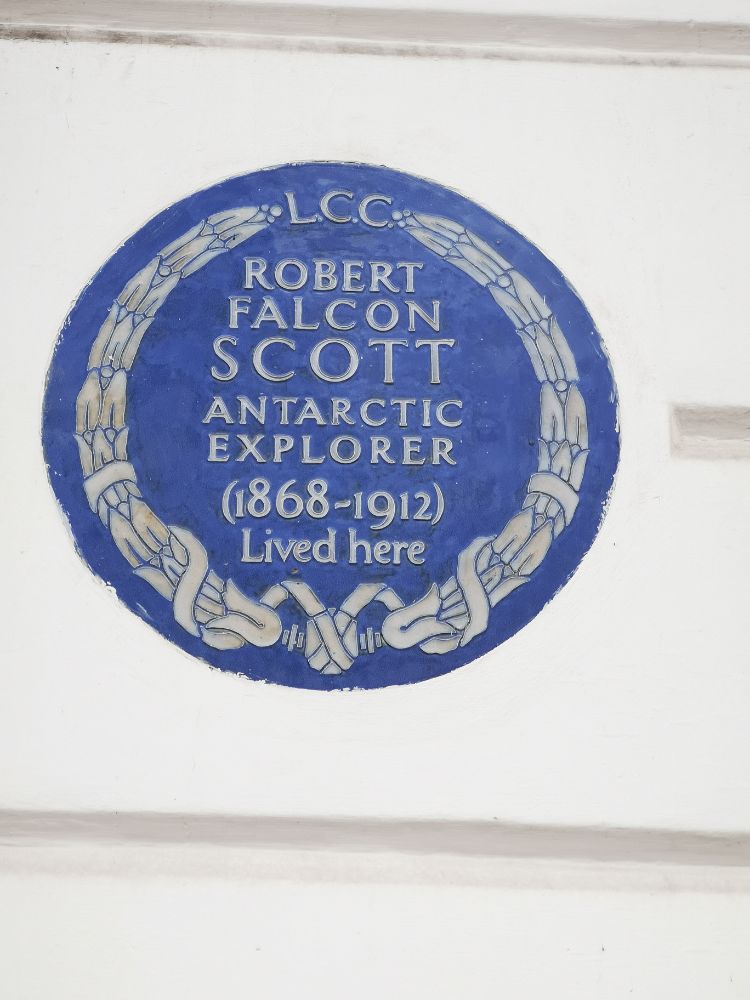 L.C.C.
ROBERT
FALCON
SCOTT
ANTARCTIC
EXPLORER
(1868-1912)
Lived here